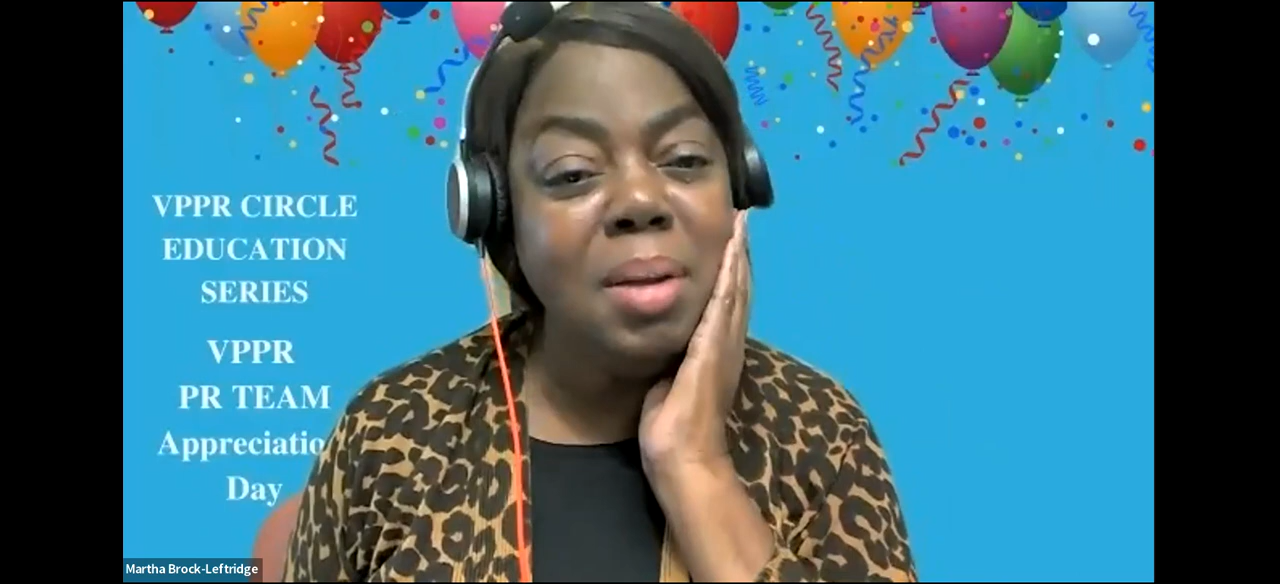 VPPR CIRCLE
EDUCATION
SERIES
VPPR
PR TEAM
Appreciatio
Day
Martha Brock-Leftridge